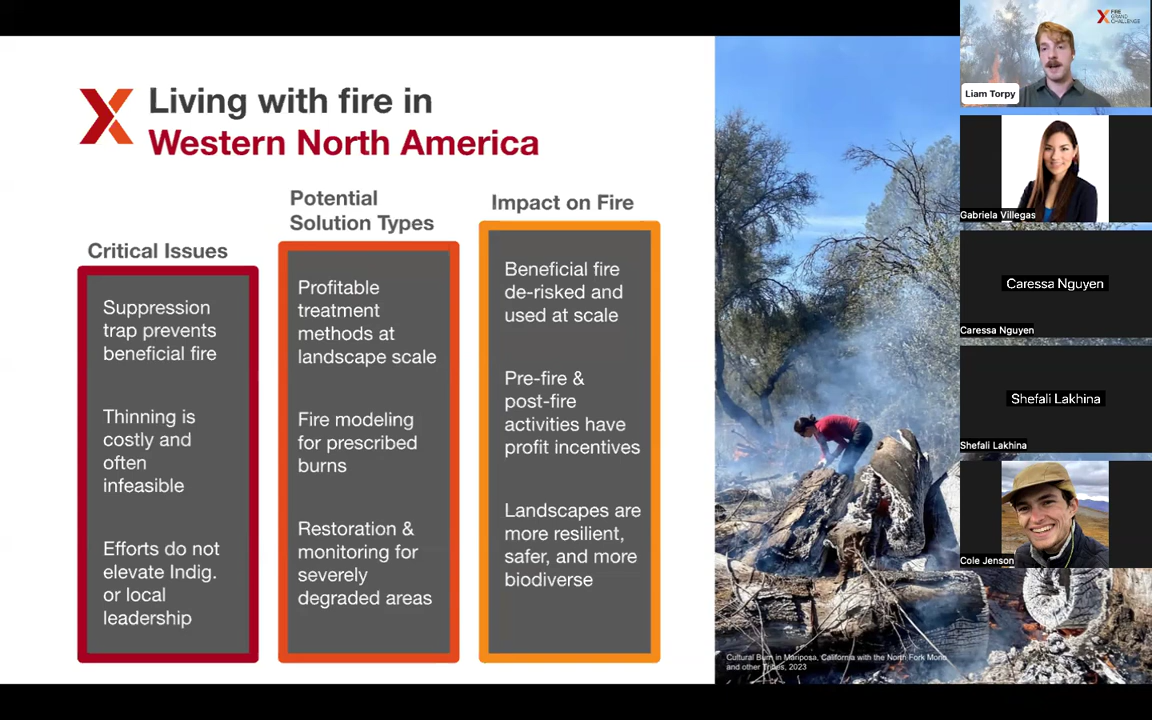 Living with fire in
Western North America
Critical Issues
Suppression
trap prevents
beneficial fire
Thinning is
costly and
often
infeasible
Efforts do not
elevate Indig.
or local
leadership
Potential
Solution Types
Profitable
treatment
methods at
landscape scale
Fire modeling
for prescribed
burns
Restoration &
monitoring for
severely
degraded areas
Impact on Fire
Beneficial fire
de-risked and
used at scale
Pre-fire &
post-fire
activities have
profit incentives
Landscapes are
more resilient,
safer, and more
biodiverse
Cultural Burn in Mariposa, California with the North Fork Mono
and other Tribes, 2023
FIRE
GRAND
CHALLENGE
Liam Torpy
Gabriela Villegas
Caressa Nguyen
Caressa Nguyen
Shefali Lakhina
Shefali Lakhina
Cole Jenson